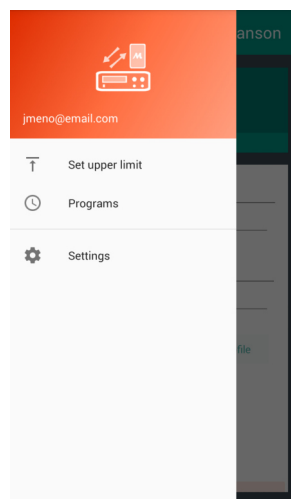 anson
jmeno@email.com
Set upper limit
Programs
Settings
file